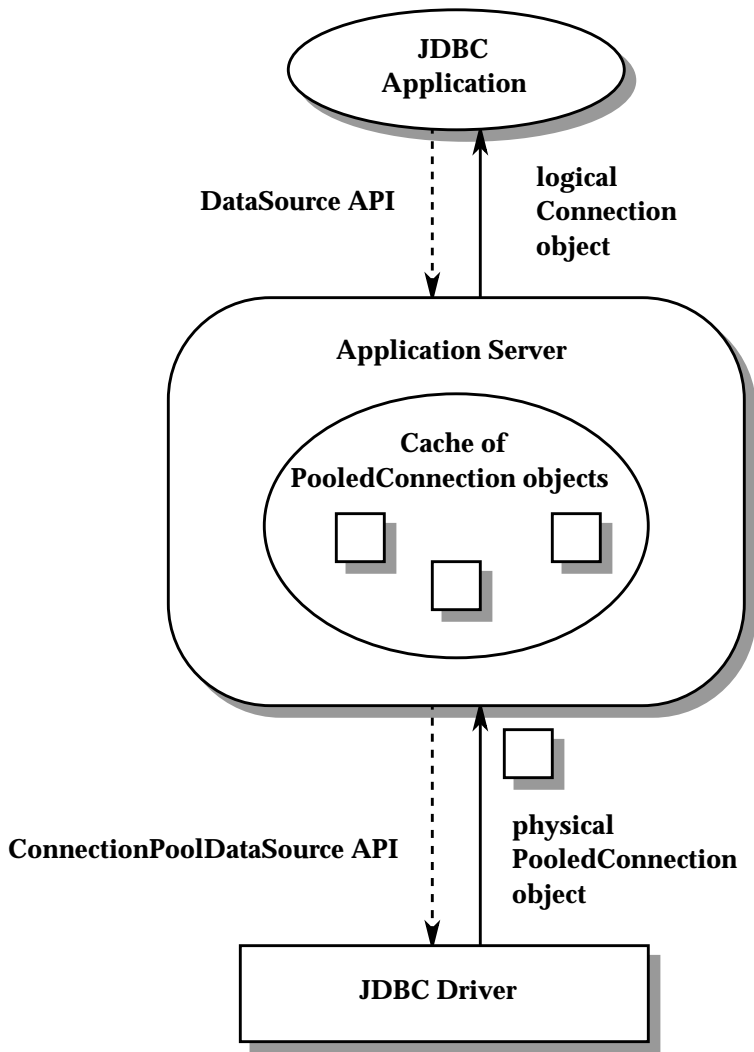 JDBC
Application
DataSource API
logical
Connection
object
Application Server
Cache of
PooledConnection objects
ConnectionPoolDataSource API
physical
PooledConnection
object
JDBC Driver